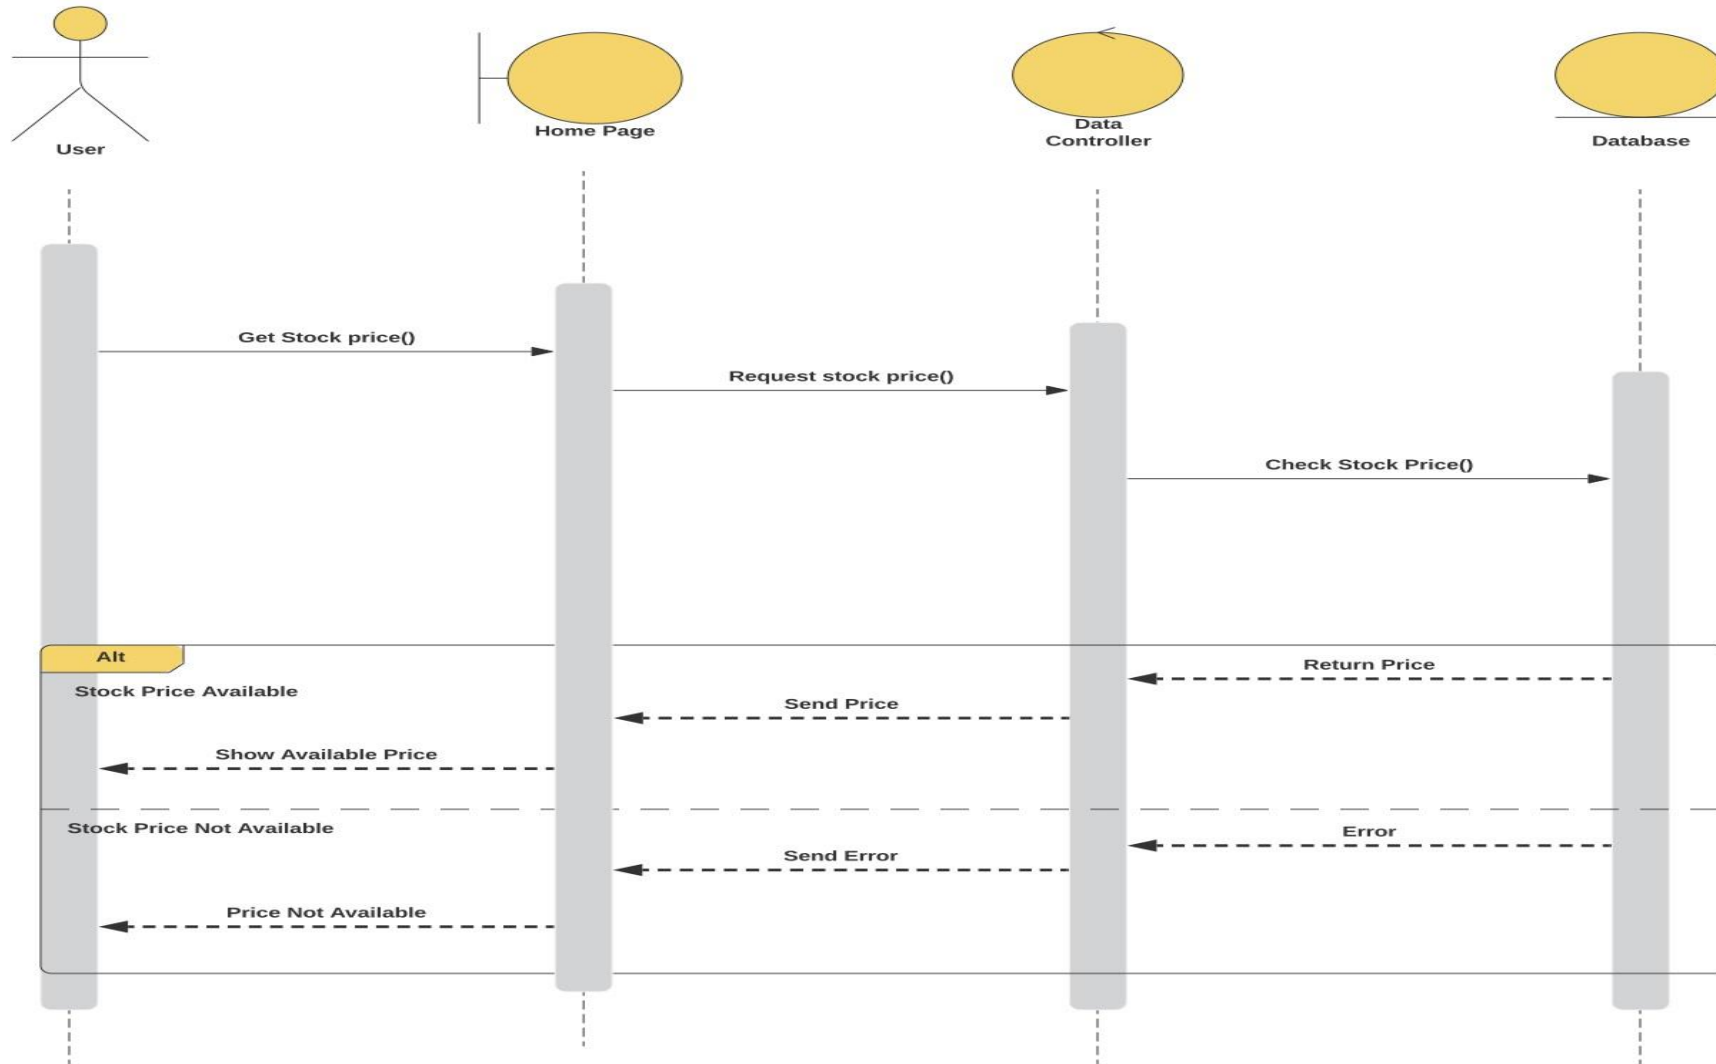 User
Home Page
Data
Controller
Database
Get Stock price()
Request stock price()
Check Stock Price()
Alt
Return Price
Stock Price Available
Send Price
Show Available Price
Stock Price Not Available
Error
Send Error
Price Not Available